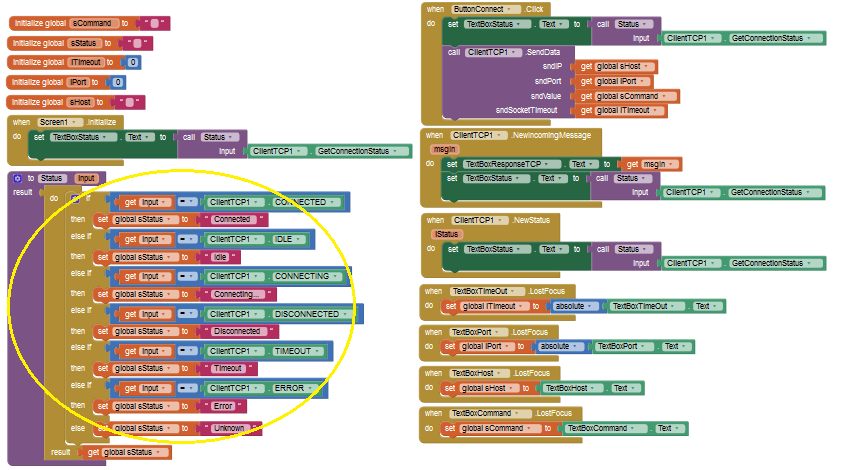 Initialize global sCommand to " "
Initialize global sStatus to " "
Initialize global lTimeout to 0
Initialize global lPort to 0
Initialize global sHost to " "
when Screen1 .Initialize
do set TextBoxStatus . Text to call Status
Input ClientTCP1 . GetConnectionStatus
to Status Input
result do if get Input = ClientTCP1 . CONNECTED
then set global sStatus to " Connected "
else if get Input = ClientTCP1 . IDLE
then set global sStatus to " Idle "
else if get Input = ClientTCP1 . CONNECTING
then set global sStatus to " Connecting... "
else if get Input = ClientTCP1 . DISCONNECTED
then set global sStatus to " Disconnected "
else if get Input = ClientTCP1 . TIMEOUT
then set global sStatus to " Timeout "
else if get Input = ClientTCP1 . ERROR
then set global sStatus to " Error "
else set global sStatus to " Unknown "
result get global sStatus
when ButtonConnect .Click
do set TextBoxStatus . Text to call Status
Input ClientTCP1 . GetConnectionStatus
call ClientTCP1 .SendData
sndIP get global sHost
sndPort get global lPort
sndValue get global sCommand
sndSocketTimeout get global lTimeout
when ClientTCP1 .NewIncomingMessage
msgIn
do set TextBoxResponseTCP . Text to get msgIn
set TextBoxStatus . Text to call Status
Input ClientTCP1 . GetConnectionStatus
when ClientTCP1 .NewStatus
lStatus
do set TextBoxStatus . Text to call Status
Input ClientTCP1 . GetConnectionStatus
when TextBoxTimeOut .LostFocus
do set global lTimeout to absolute TextBoxTimeOut . Text
when TextBoxPort .LostFocus
do set global lPort to absolute TextBoxPort . Text
when TextBoxHost .LostFocus
do set global sHost to TextBoxHost . Text
when TextBoxCommand .LostFocus
do set global sCommand to TextBoxCommand . Text